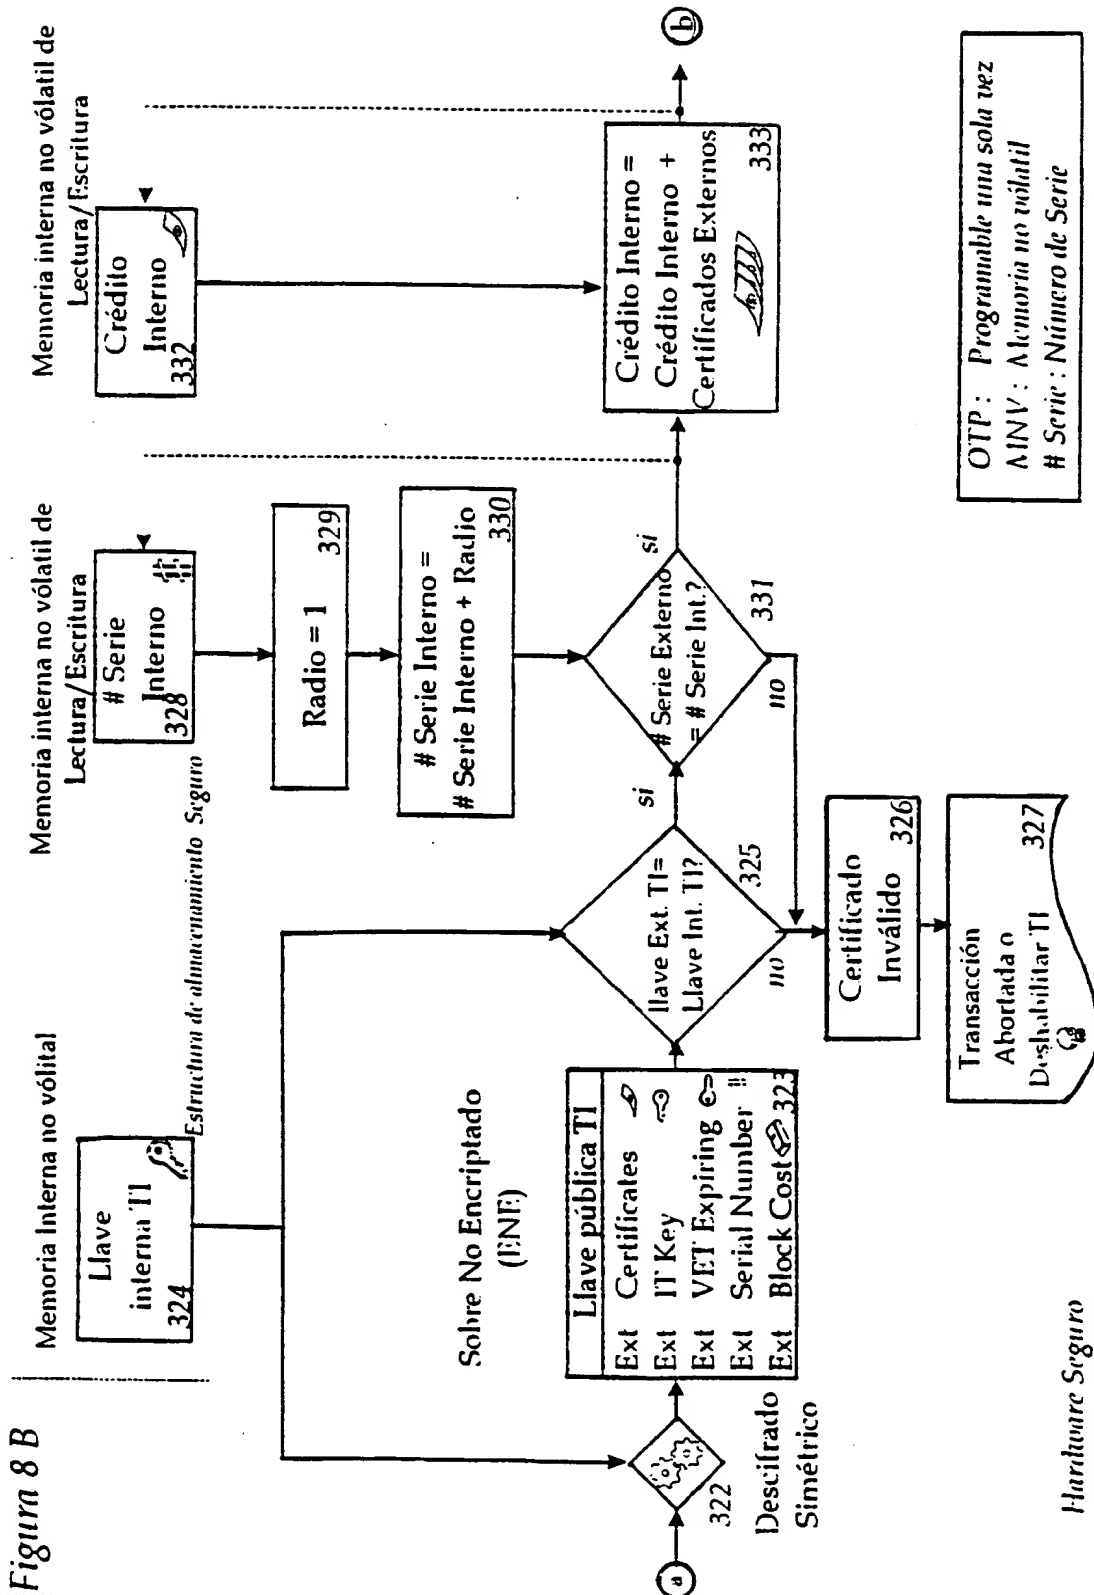 Figura 8 B
Memoria Interna no vólital
Llave
interna TI
324
Estructura de almacenamiento Seguro
Memoria interna no vólatil de
Lectura/Escritura
# Serie
Interno
328
Radio = 1
329
# Serie Interno =
# Serie Interno + Radio
330
Memoria interna no vólatil de
Lectura/Escritura
Crédito
Interno
332
Sobre No Encriptado
(ENE)
a
322
Descifrado
Simétrico
Llave pública TI
Ext Certificates
Ext IT Key
Ext VET Expiring
Ext Serial Number
Ext Block Cost
323
llave Ext. TI=
Llave Int. TI?
325
si
no
# Serie Externo
= # Serie Int.?
331
si
no
Crédito Interno =
Crédito Interno +
Certificados Externos
333
b
Certificado
Inválido
326
Transacción
Abortada o
Deshabilitar TI
327
Hardware Seguro
OTP : Programable una sola vez
MNV : Memoria no vólatil
# Serie : Número de Serie